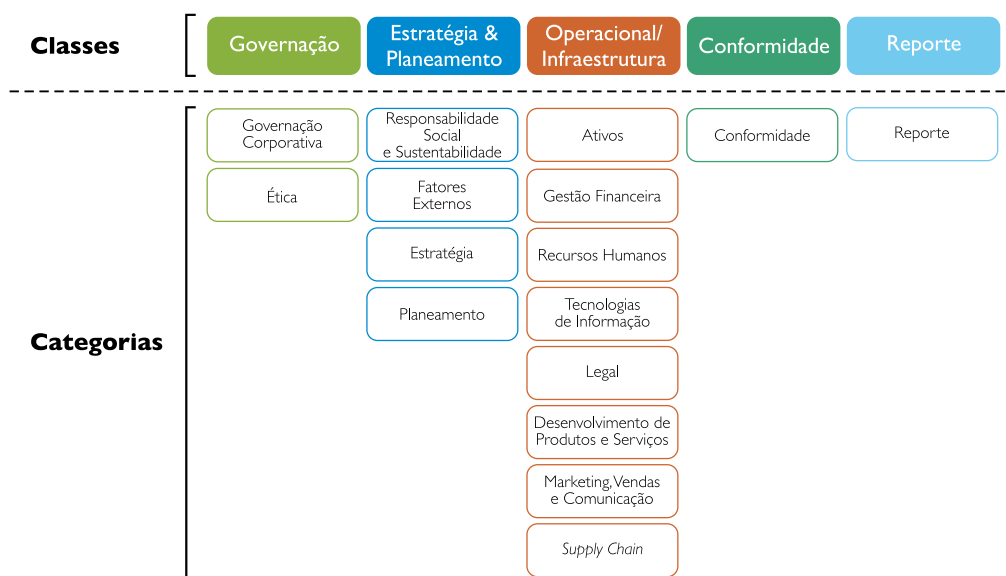 Classes
Governação
Estratégia &
Planeamento
Operacional/
Infraestrutura
Conformidade
Reporte
Categorias
Governação
Corporativa
Ética
Responsabilidade
Social
e Sustentabilidade
Fatores
Externos
Estratégia
Planeamento
Ativos
Gestão Financeira
Recursos Humanos
Tecnologias
de Informação
Legal
Desenvolvimento de
Produtos e Serviços
Marketing, Vendas
e Comunicação
Supply Chain
Conformidade
Reporte